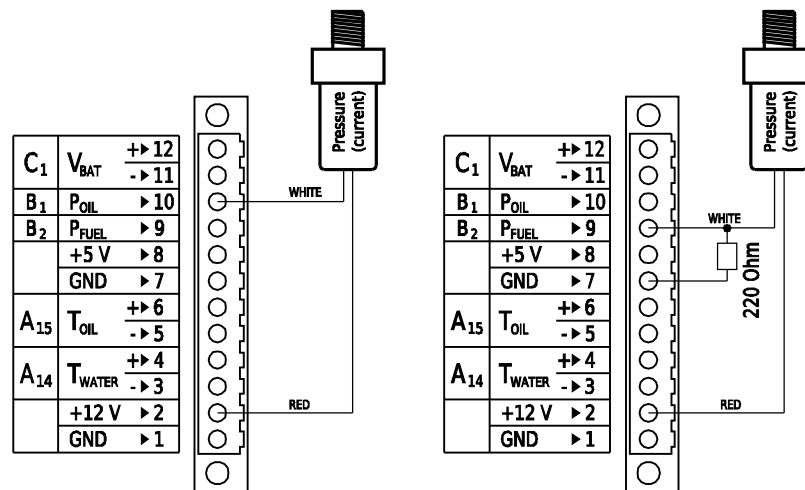 Pressure
(current)
C1 VBAT +▶ 12
-▶ 11
B1 POIL ▶ 10
B2 PFUEL ▶ 9
+5 V ▶ 8
GND ▶ 7
A15 TOIL +▶ 6
-▶ 5
A14 TWATER +▶ 4
-▶ 3
+12 V ▶ 2
GND ▶ 1
WHITE
RED
Pressure
(current)
C1 VBAT +▶ 12
-▶ 11
B1 POIL ▶ 10
B2 PFUEL ▶ 9
+5 V ▶ 8
GND ▶ 7
A15 TOIL +▶ 6
-▶ 5
A14 TWATER +▶ 4
-▶ 3
+12 V ▶ 2
GND ▶ 1
WHITE
220 Ohm
RED